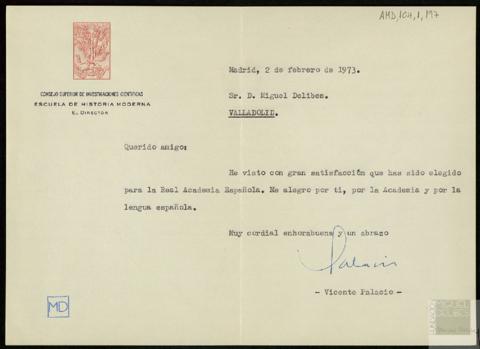 AMD,104,1,197
CONSEJO SUPERIOR DE INVESTIGACIONES CIENTIFICAS
ESCUELA DE HISTORIA MODERNA
EL DIRECTOR
Madrid, 2 de febrero de 1973.
Sr. D. Miguel Delibes.
VALLADOLID.
Querido amigo:
He visto con gran satisfacción que has sido elegido
para la Real Academia Española. Me alegro por ti, por la Academia y por la
lengua española.
Muy cordial enhorabuena y un abrazo
Palacio
- Vicente Palacio -
MD